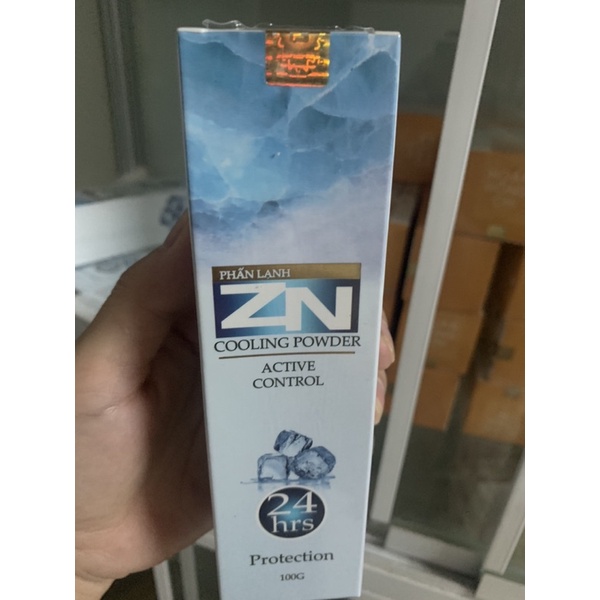 PHẤN LẠNH
ZN
COOLING POWDER
ACTIVE
CONTROL
24
hrs
Protection
100G